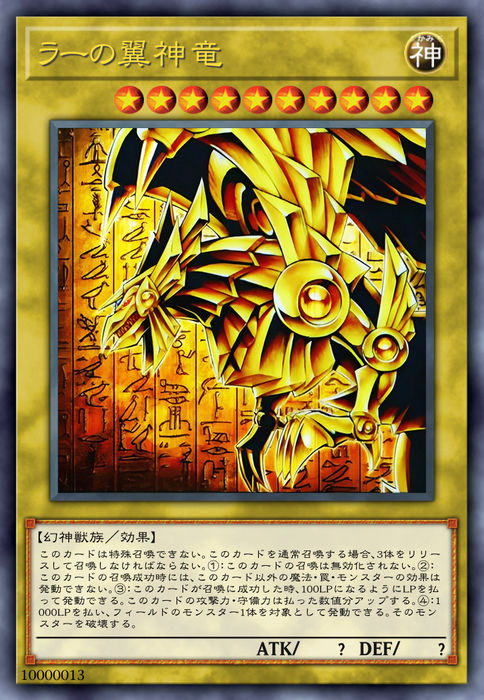 ラーの翼神竜
かみ
神
【幻神獣族／効果】
このカードは特殊召喚できない。このカードを通常召喚する場合、3体をリリー
スして召喚しなければならない。①:このカードの召喚は無効化されない。②:
このカードの召喚成功時には、このカード以外の魔法・罠・モンスターの効果は
発動できない。③:このカードが召喚に成功した時、100LPになるようにLPを払
って発動できる。このカードの攻撃力・守備力は払った数値分アップする。④:1
000LPを払い、フィールドのモンスター1体を対象として発動できる。そのモン
スターを破壊する。
ATK/ ? DEF/ ?
10000013